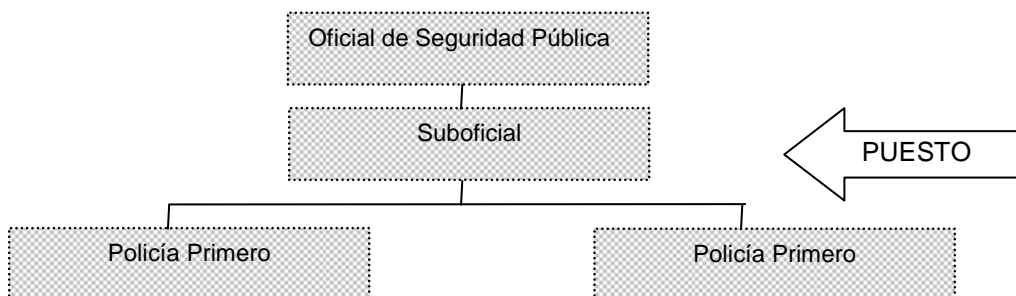 Oficial de Seguridad Pública
Suboficial
PUESTO
Policía Primero
Policía Primero